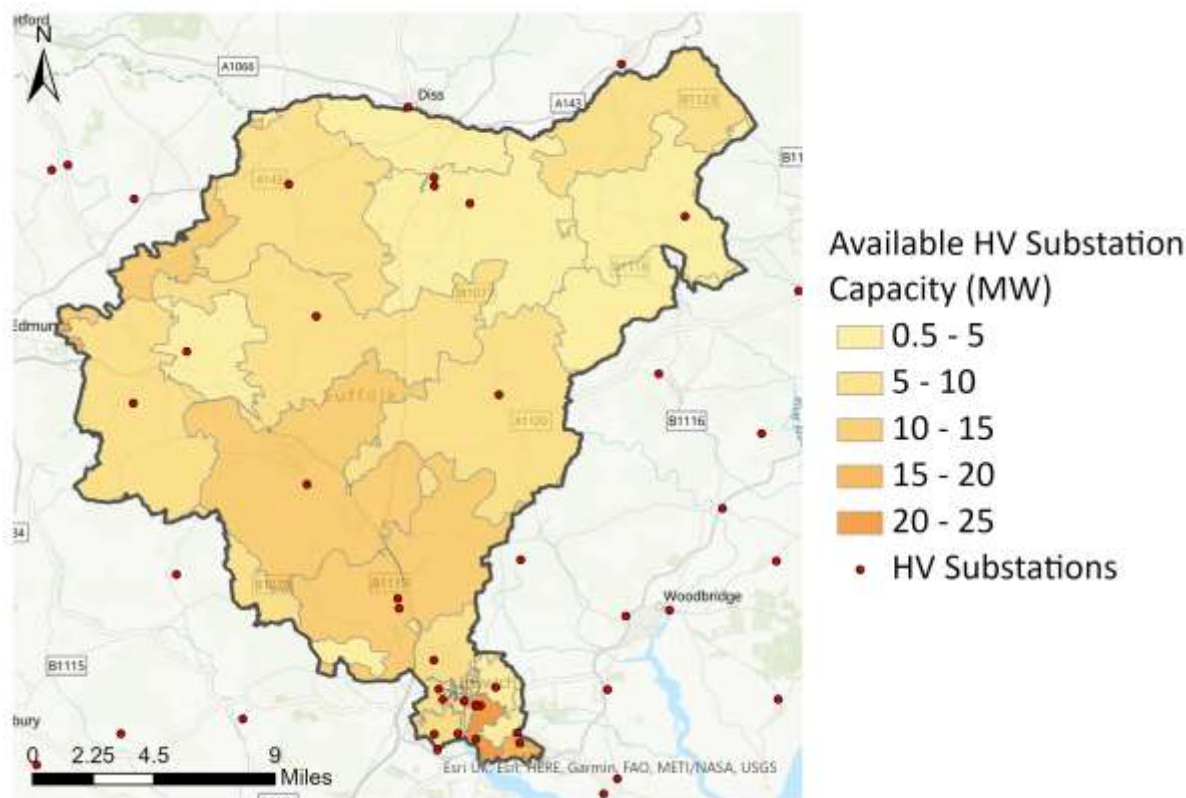 N
A1066
Diss
A143
B1123
A143
B1116
B1077
Edmun
Suffolk
A1120
B1116
B1113
Woodbridge
B1115
Ipswich
bury
0 2.25 4.5 9
Miles
Esri UK, Esri, HERE, Garmin, FAO, METI/NASA, USGS
Available HV Substation
Capacity (MW)
0.5 - 5
5 - 10
10 - 15
15 - 20
20 - 25
HV Substations